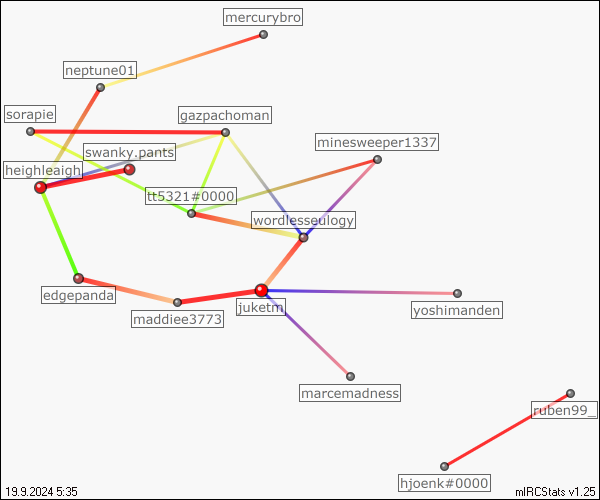 mercurybro
neptune01
sorapie
gazpachoman
minesweeper1337
swanky.pants
heighleaigh
tt5321#0000
wordlesseulogy
edgepanda
juketm
yoshimanden
maddiee3773
marcemadness
ruben99_
hjoenk#0000
19.9.2024 5:35
mIRCStats v1.25